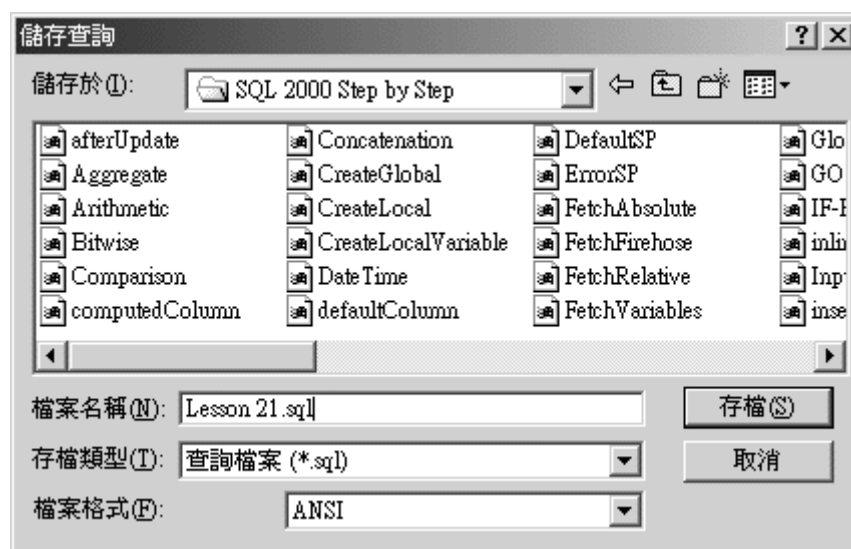 儲存查詢
儲存於(I): SQL 2000 Step by Step
afterUpdate Concatenation DefaultSP Glo
Aggregate CreateGlobal ErrorSP GO
Arithmetic CreateLocal FetchAbsolute
Bitwise CreateLocalVariable FetchFirehose
Comparison DateTime FetchRelative
computedColumn defaultColumn FetchVariables inse
檔案名稱(N): Lesson 21.sql 存檔(S)
存檔類型(T): 查詢檔案 (*.sql) 取消
檔案格式(F): ANSI